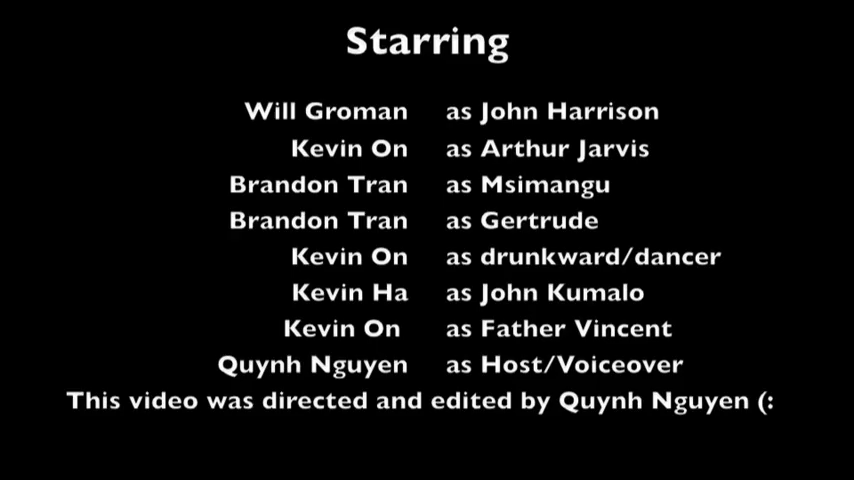 Starring
Will Groman as John Harrison
Kevin On as Arthur Jarvis
Brandon Tran as Msimangu
Brandon Tran as Gertrude
Kevin On as drunkward/dancer
Kevin Ha as John Kumalo
Kevin On as Father Vincent
Quynh Nguyen as Host/Voiceover
This video was directed and edited by Quynh Nguyen (: